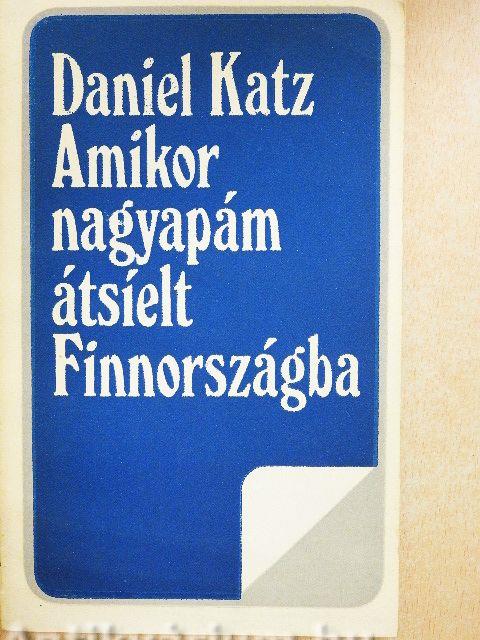 Daniel Katz
Amikor
nagyapám
átsíelt
Finnországba